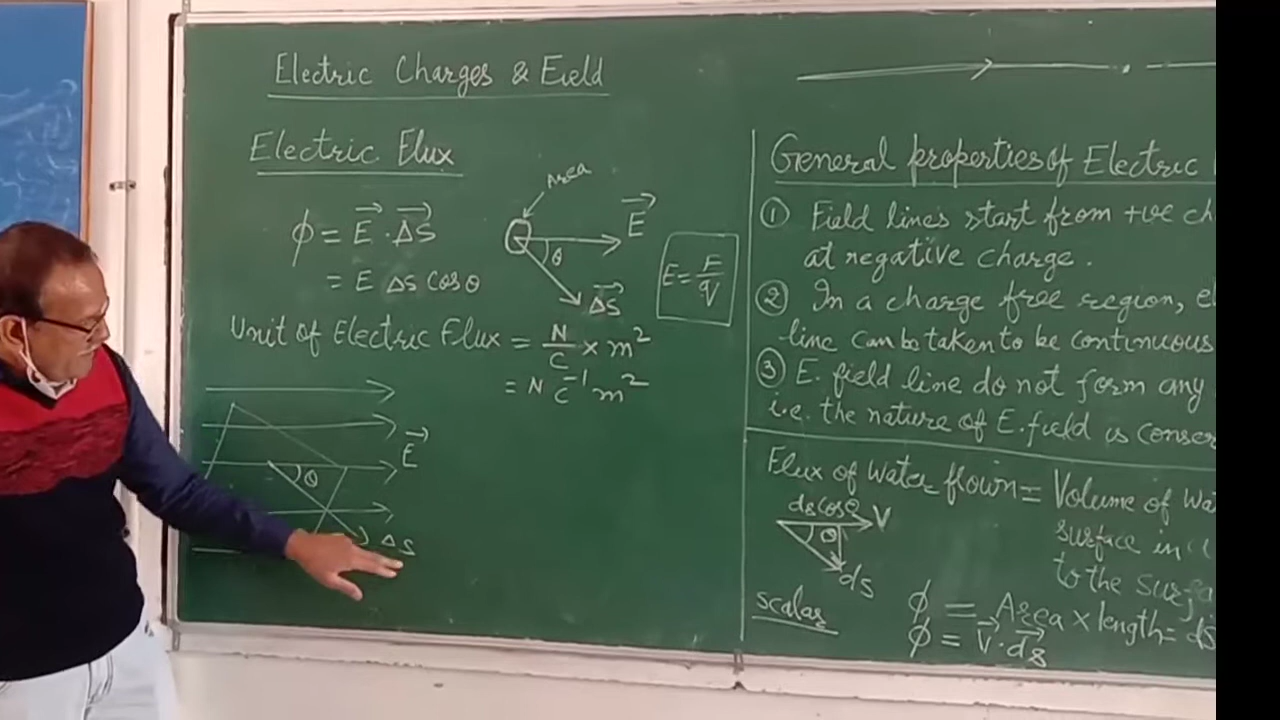 Electric Charges & Field
Electric Flux
Area
ϕ = E⃗ · ΔS⃗
= E ΔS Cosθ
E⃗
θ
ΔS⃗
E = F/q
Unit of Electric Flux = N/C × m²
= N C⁻¹ m²
E⃗
θ
ΔS
General properties of Electric
① Field lines start from +ve ch
at negative charge.
② In a charge free region, el
line can be taken to be continuous
③ E. field line do not form any
i.e. the nature of E. field is conser
Flux of water flown = Volume of Wa
surface in
to the surfa
ds cosθ
V
θ
ds
scalar
ϕ = Area × length = ds
ϕ = V⃗ · ds⃗